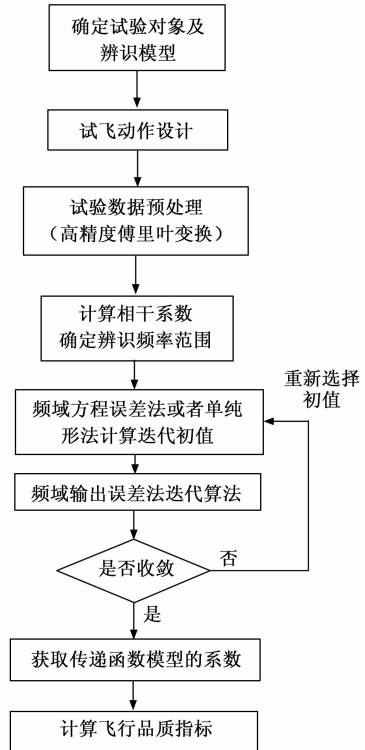 确定试验对象及
辨识模型
试飞动作设计
试验数据预处理
（高精度傅里叶变换）
计算相干系数
确定辨识频率范围
重新选择
初值
频域方程误差法或者单纯
形法计算迭代初值
频域输出误差法迭代算法
是否收敛
否
是
获取传递函数模型的系数
计算飞行品质指标